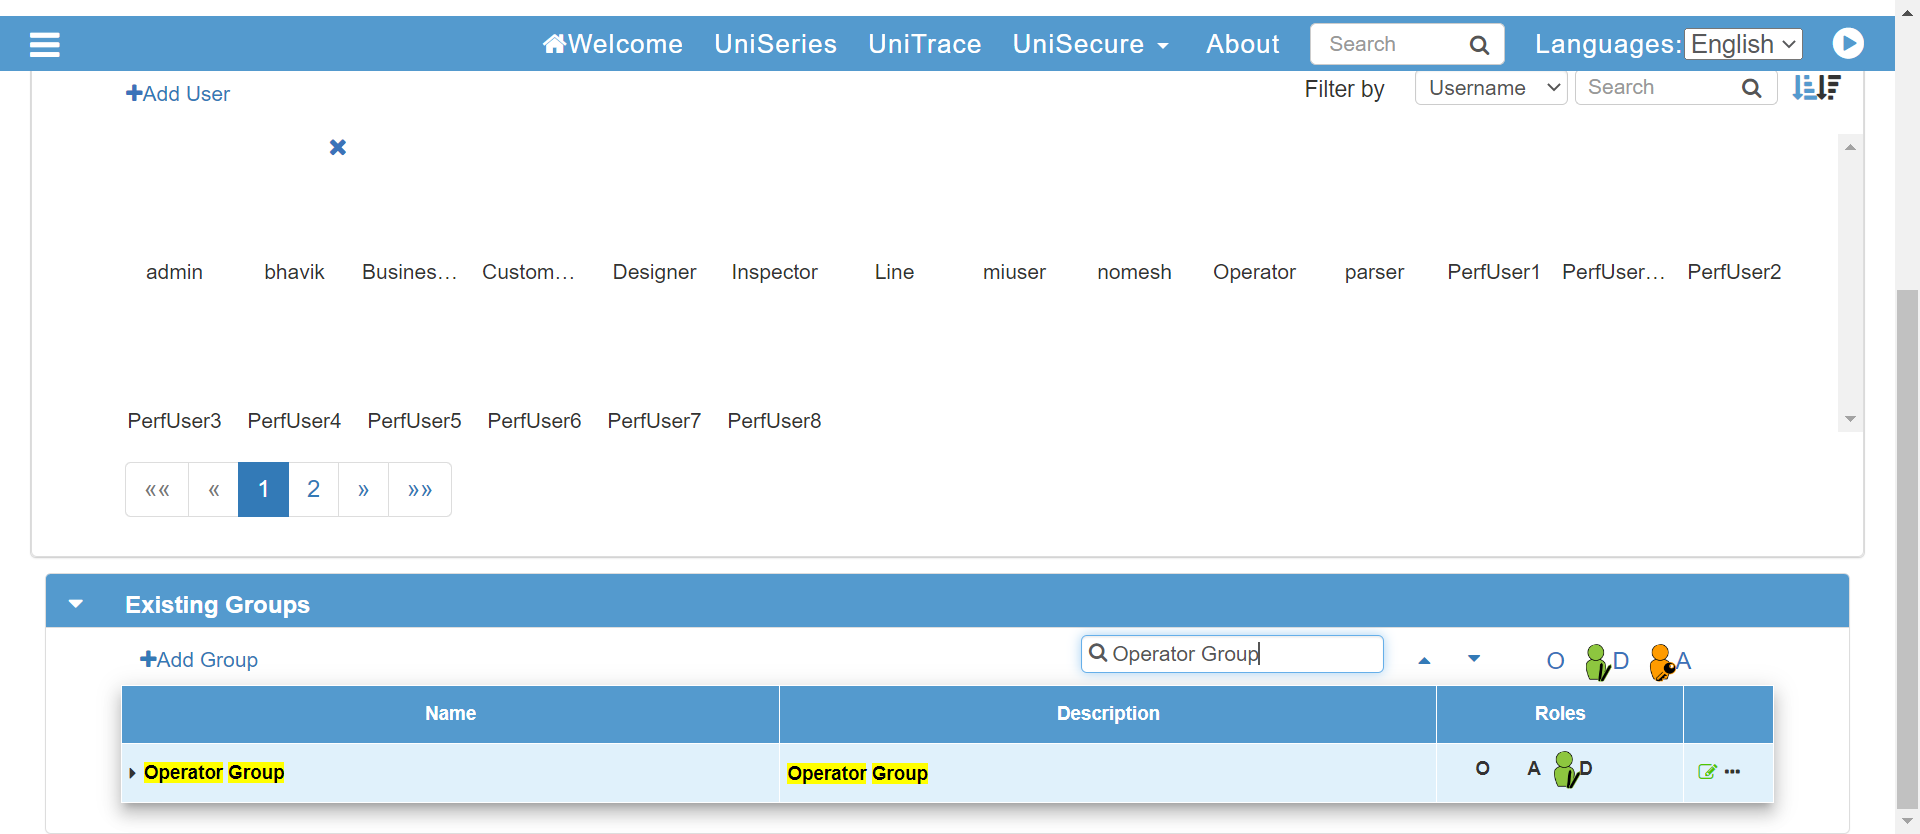 Welcome UniSeries UniTrace UniSecure About Search Languages: English
Add User Filter by Username Search
admin bhavik Busines... Custom... Designer Inspector Line miuser nomesh Operator parser PerfUser1 PerfUser... PerfUser2
PerfUser3 PerfUser4 PerfUser5 PerfUser6 PerfUser7 PerfUser8
«« « 1 2 » »»
Existing Groups
Add Group Operator Group O D A
Name Description Roles
Operator Group Operator Group O A D